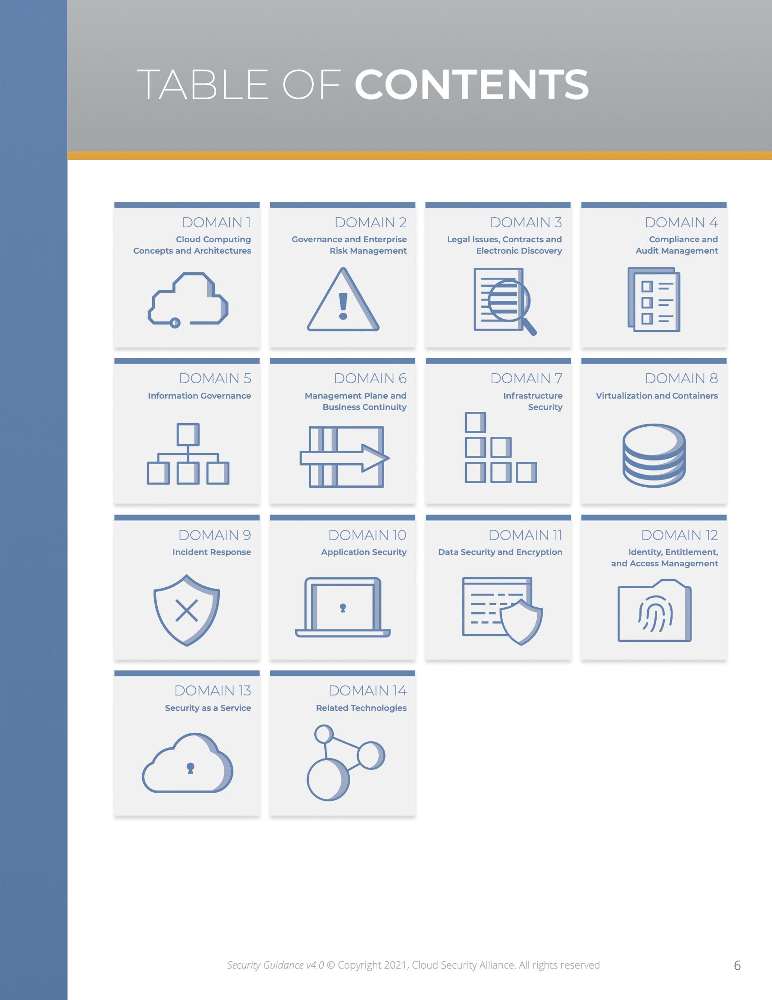 TABLE OF CONTENTS
DOMAIN 1
Cloud Computing
Concepts and Architectures
DOMAIN 2
Governance and Enterprise
Risk Management
DOMAIN 3
Legal Issues, Contracts and
Electronic Discovery
DOMAIN 4
Compliance and
Audit Management
DOMAIN 5
Information Governance
DOMAIN 6
Management Plane and
Business Continuity
DOMAIN 7
Infrastructure
Security
DOMAIN 8
Virtualization and Containers
DOMAIN 9
Incident Response
DOMAIN 10
Application Security
DOMAIN 11
Data Security and Encryption
DOMAIN 12
Identity, Entitlement,
and Access Management
DOMAIN 13
Security as a Service
DOMAIN 14
Related Technologies
Security Guidance v4.0 © Copyright 2021, Cloud Security Alliance. All rights reserved
6